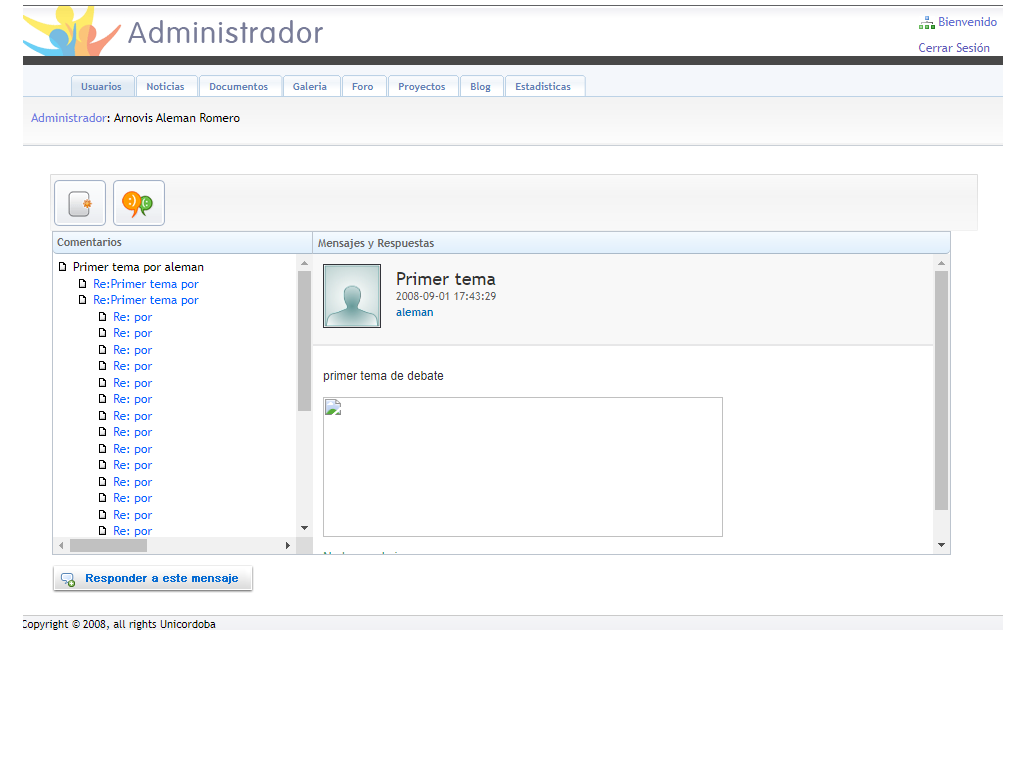 Administrador
Bienvenido
Cerrar Sesión
Usuarios Noticias Documentos Galeria Foro Proyectos Blog Estadisticas
Administrador: Arnovis Aleman Romero
Comentarios
Mensajes y Respuestas
Primer tema por aleman
Re:Primer tema por
Re:Primer tema por
Re: por
Re: por
Re: por
Re: por
Re: por
Re: por
Re: por
Re: por
Re: por
Re: por
Re: por
Re: por
Re: por
Re: por
Primer tema
2008-09-01 17:43:29
aleman
primer tema de debate
Responder a este mensaje
Copyright © 2008, all rights Unicordoba